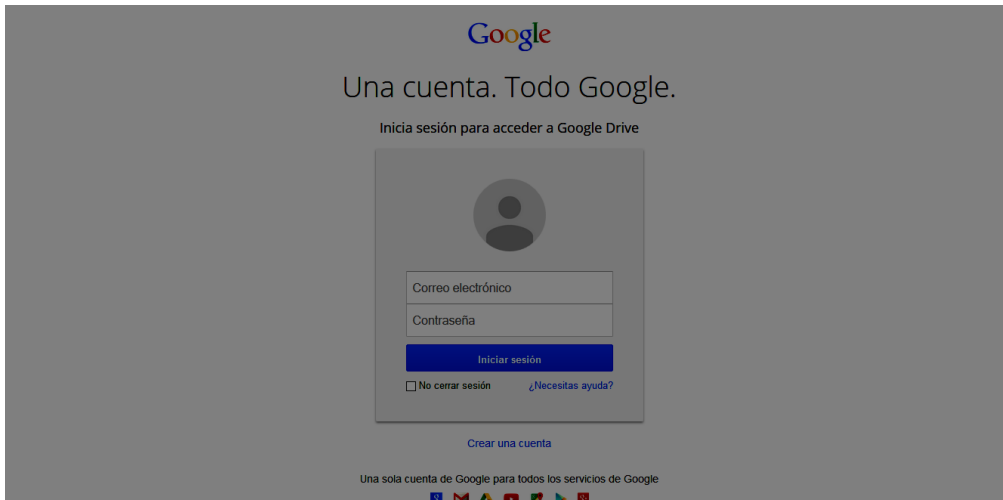 Google
Una cuenta. Todo Google.
Inicia sesión para acceder a Google Drive
Correo electrónico
Contraseña
Iniciar sesión
No cerrar sesión ¿Necesitas ayuda?
Crear una cuenta
Una sola cuenta de Google para todos los servicios de Google